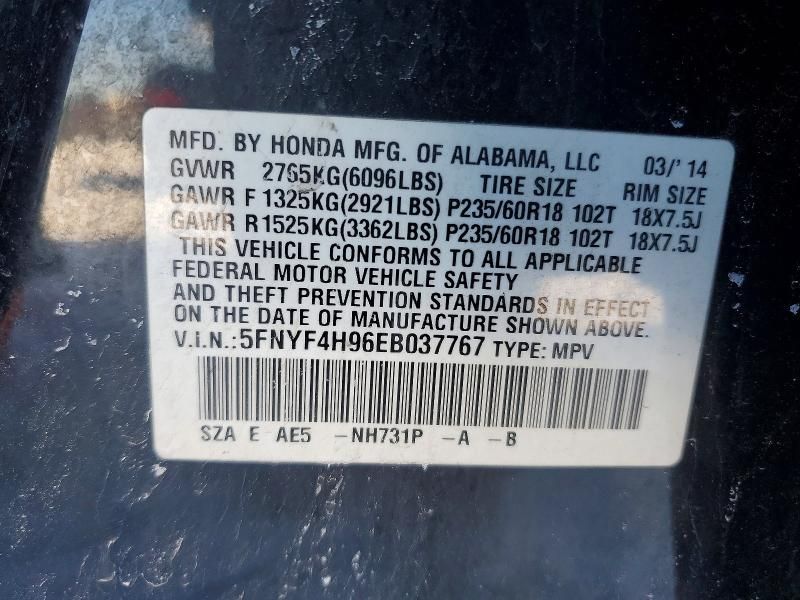 MFD. BY HONDA MFG. OF ALABAMA, LLC 03/'14
GVWR 2765KG(6096LBS) TIRE SIZE RIM SIZE
GAWR F 1325KG(2921LBS) P235/60R18 102T 18X7.5J
GAWR R1525KG(3362LBS) P235/60R18 102T 18X7.5J
THIS VEHICLE CONFORMS TO ALL APPLICABLE
FEDERAL MOTOR VEHICLE SAFETY
AND THEFT PREVENTION STANDARDS IN EFFECT
ON THE DATE OF MANUFACTURE SHOWN ABOVE.
V.i.N.:5FNYF4H96EB037767 TYPE: MPV
SZA E AE5 -NH731P -A -B